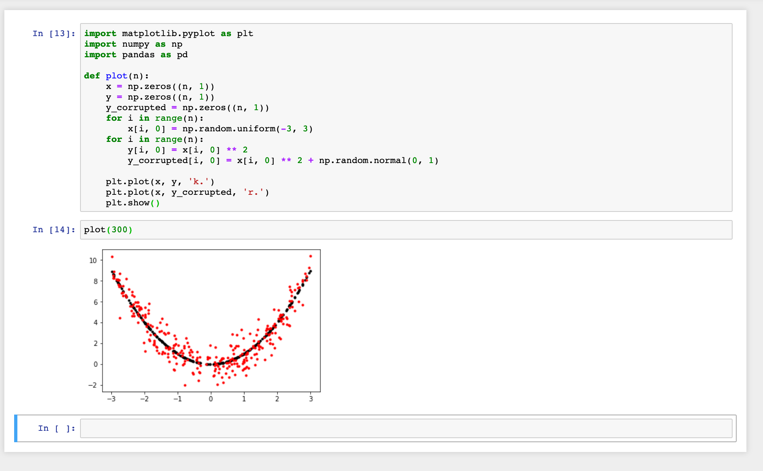 In [13]: import matplotlib.pyplot as plt
import numpy as np
import pandas as pd
def plot(n):
    x = np.zeros((n, 1))
    y = np.zeros((n, 1))
    y_corrupted = np.zeros((n, 1))
    for i in range(n):
        x[i, 0] = np.random.uniform(-3, 3)
    for i in range(n):
        y[i, 0] = x[i, 0] ** 2
        y_corrupted[i, 0] = x[i, 0] ** 2 + np.random.normal(0, 1)
    plt.plot(x, y, 'k.')
    plt.plot(x, y_corrupted, 'r.')
    plt.show()
In [14]: plot(300)
10
8
6
4
2
0
−2
−3 −2 −1 0 1 2 3
In [ ]: